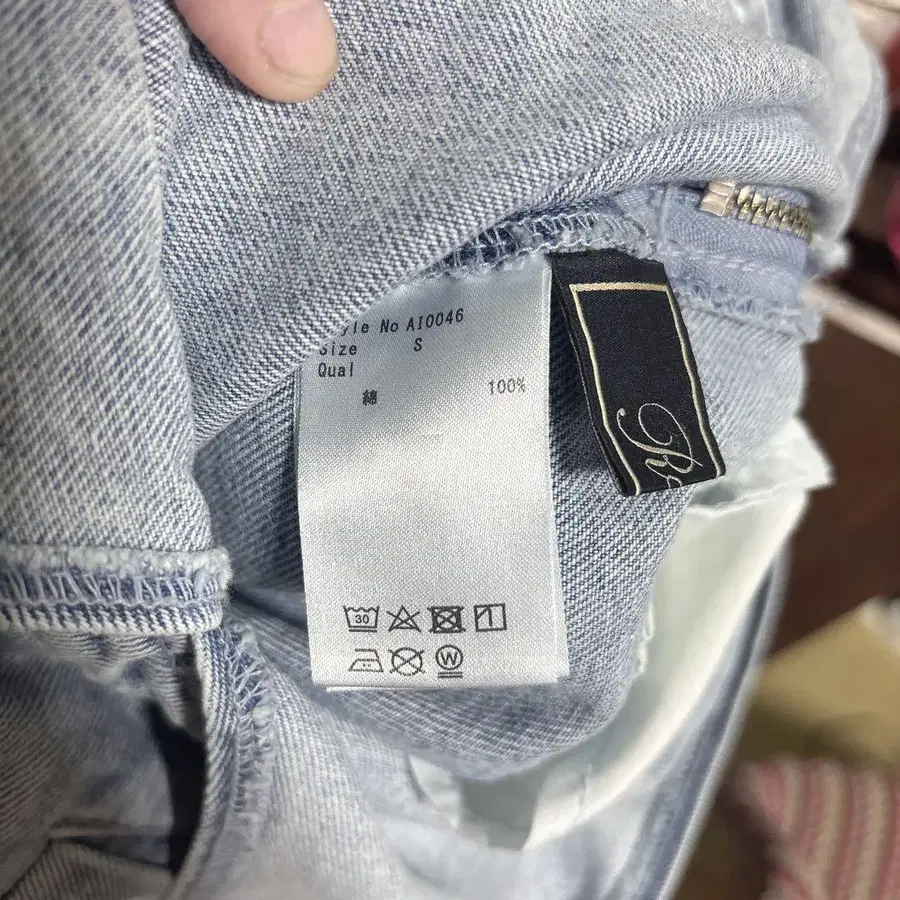 yle No AI0046
Size S
Qual
綿 100%
30
W